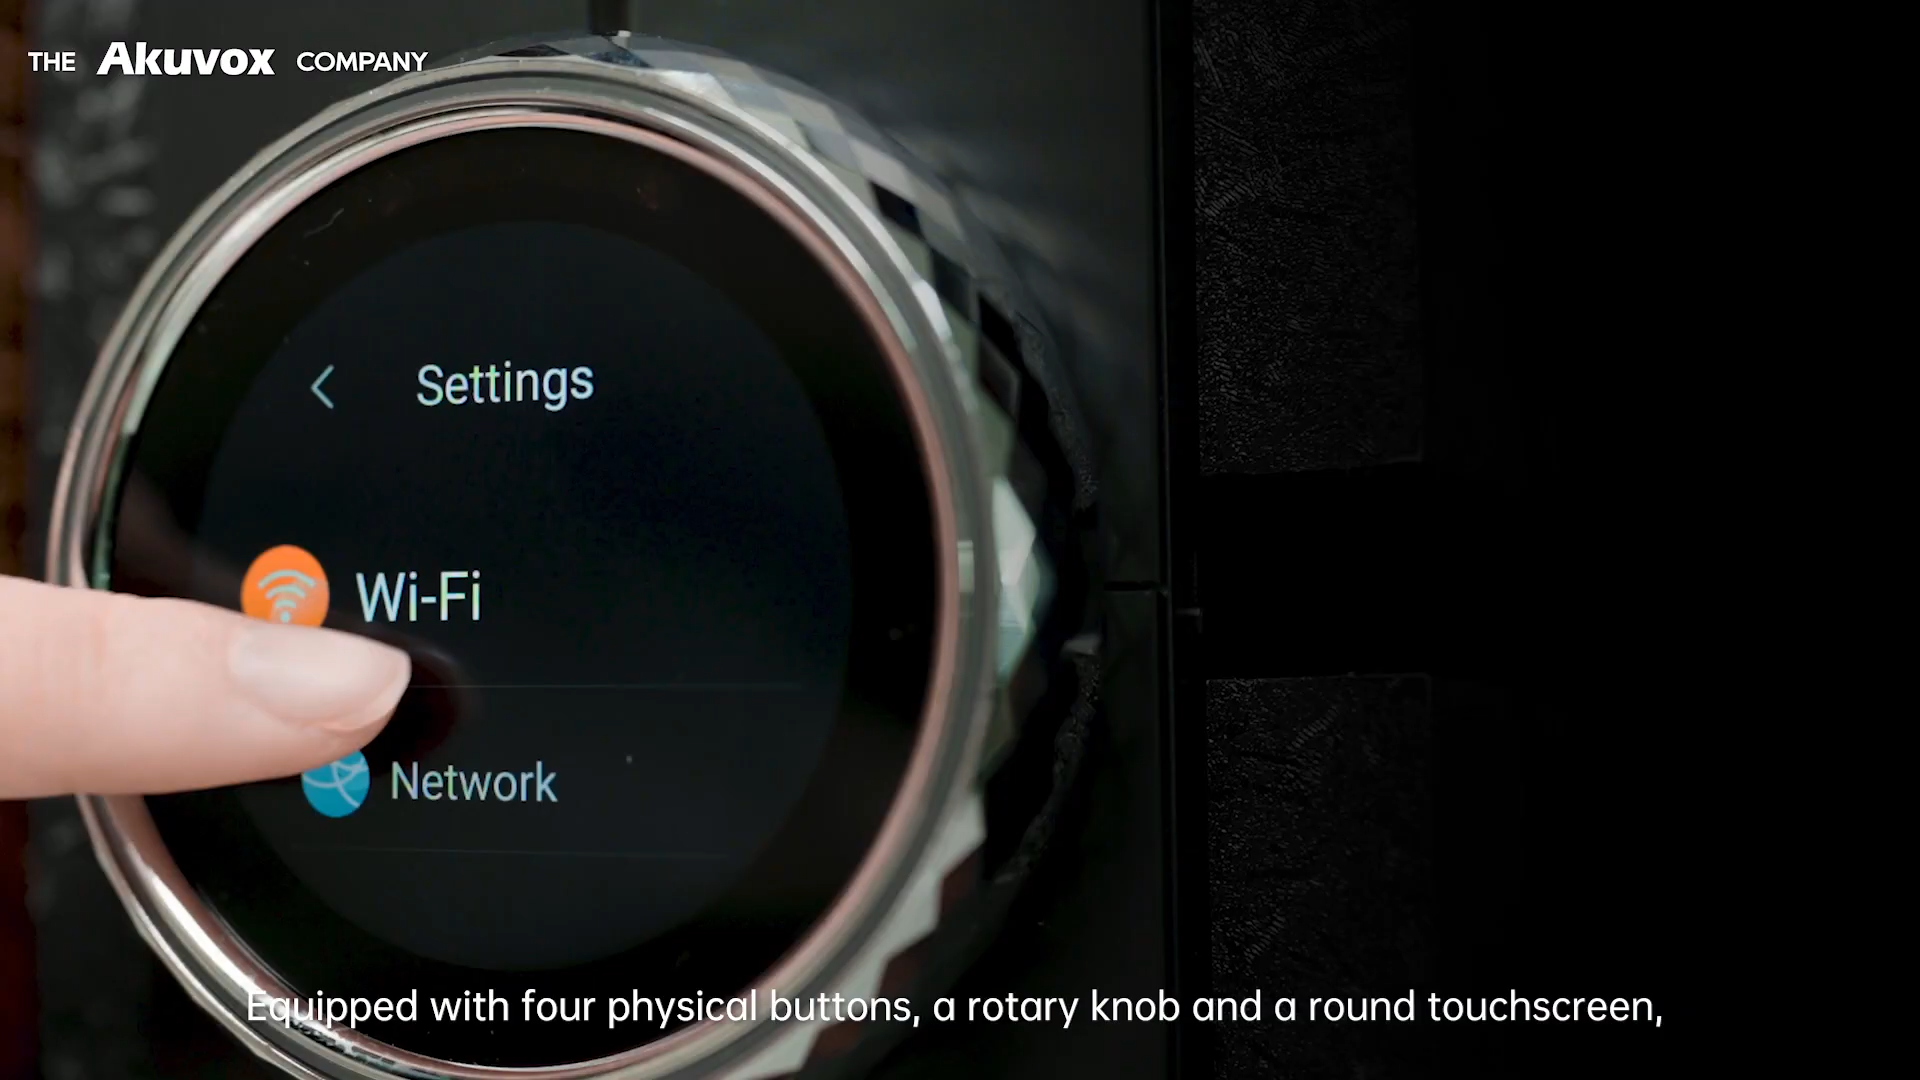 THE Akuvox COMPANY
Settings
Wi-Fi
Network
Equipped with four physical buttons, a rotary knob and a round touchscreen,